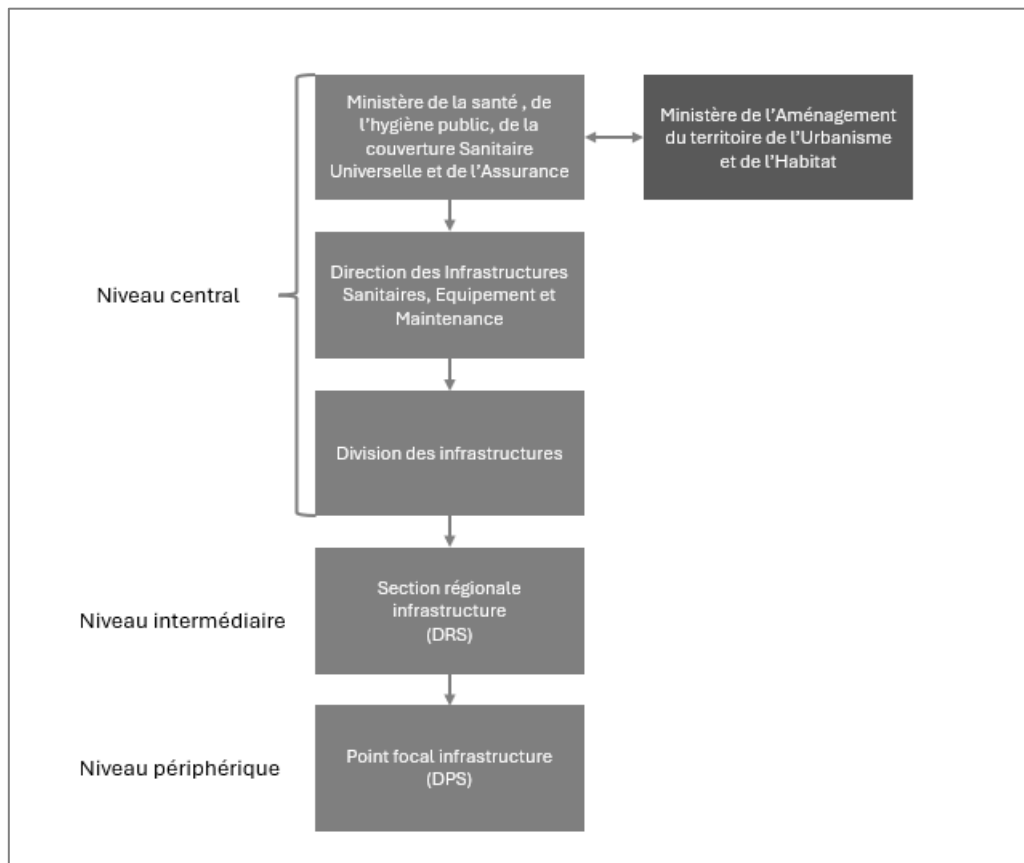 Ministère de la santé , de
l'hygiène public, de la
couverture Sanitaire
Universelle et de l'Assurance
Ministère de l'Aménagement
du territoire de l'Urbanisme
et de l'Habitat
Niveau central
Direction des Infrastructures
Sanitaires, Equipement et
Maintenance
Division des infrastructures
Niveau intermédiaire
Section régionale
infrastructure
(DRS)
Niveau périphérique
Point focal infrastructure
(DPS)